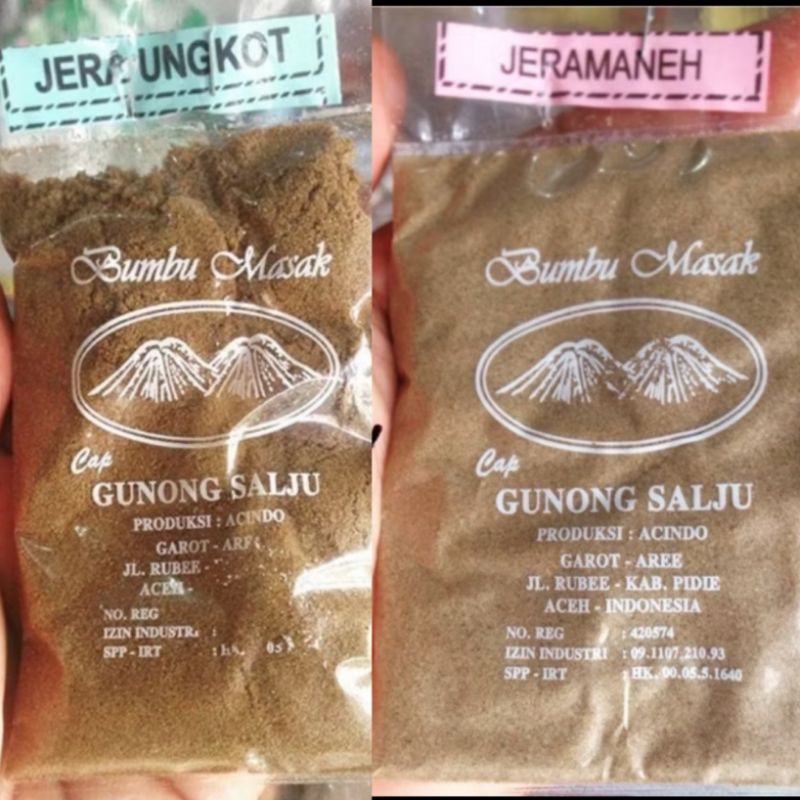 JERA UNGKOT
Bumbu Masak
Cap
GUNONG SALJU
PRODUKSI : ACINDO
GAROT -
JL. RUBEE -
ACEH -
NO. REG
IZIN INDUSTRI :
SPP - IRT :
JERAMANEH
Bumbu Masak
Cap
GUNONG SALJU
PRODUKSI : ACINDO
GAROT - AREE
JL. RUBEE - KAB. PIDIE
ACEH - INDONESIA
NO. REG : 420574
IZIN INDUSTRI : 09.1107.210.93
SPP - IRT : HK. 00.05.5.1640